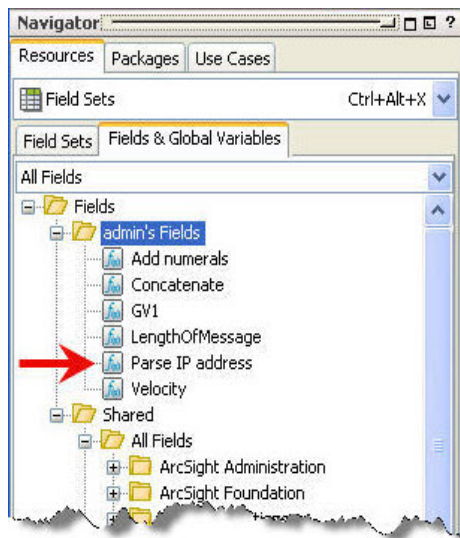 Navigator ?
Resources Packages Use Cases
Field Sets Ctrl+Alt+X
Field Sets Fields & Global Variables
All Fields
Fields
admin's Fields
Add numerals
Concatenate
GV1
LengthOfMessage
Parse IP address
Velocity
Shared
All Fields
ArcSight Administration
ArcSight Foundation